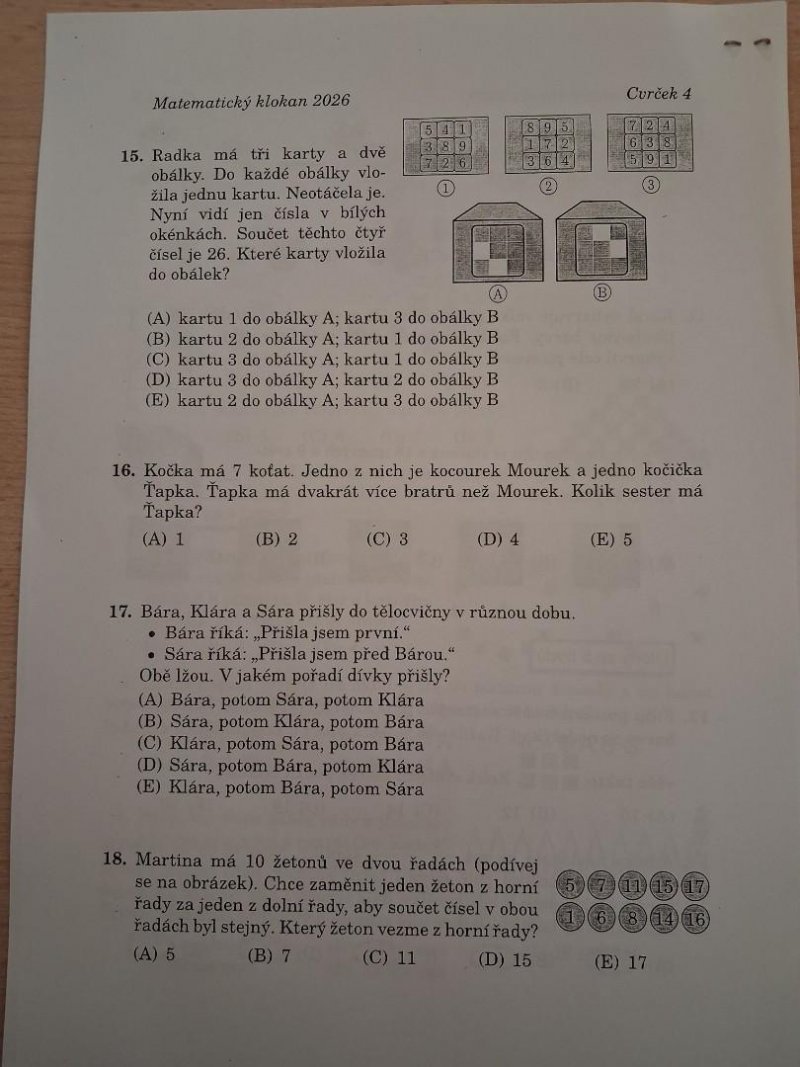 Matematický klokan 2026
Cvrček 4
15. Radka má tři karty a dvě
obálky. Do každé obálky vlo-
žila jednu kartu. Neotáčela je.
Nyní vidí jen čísla v bílých
okénkách. Součet těchto čtyř
čísel je 26. Které karty vložila
do obálek?
5 4 1
3 8 9
7 2 6
①
8 9 5
1 7 2
3 6 4
②
7 2 4
6 3 8
5 9 1
③
Ⓐ
Ⓑ
(A) kartu 1 do obálky A; kartu 3 do obálky B
(B) kartu 2 do obálky A; kartu 1 do obálky B
(C) kartu 3 do obálky A; kartu 1 do obálky B
(D) kartu 3 do obálky A; kartu 2 do obálky B
(E) kartu 2 do obálky A; kartu 3 do obálky B
16. Kočka má 7 koťat. Jedno z nich je kocourek Mourek a jedno kočička
Ťapka. Ťapka má dvakrát více bratrů než Mourek. Kolik sester má
Ťapka?
(A) 1 (B) 2 (C) 3 (D) 4 (E) 5
17. Bára, Klára a Sára přišly do tělocvičny v různou dobu.
• Bára říká: „Přišla jsem první.“
• Sára říká: „Přišla jsem před Bárou.“
Obě lžou. V jakém pořadí dívky přišly?
(A) Bára, potom Sára, potom Klára
(B) Sára, potom Klára, potom Bára
(C) Klára, potom Sára, potom Bára
(D) Sára, potom Bára, potom Klára
(E) Klára, potom Bára, potom Sára
18. Martina má 10 žetonů ve dvou řadách (podívej
se na obrázek). Chce zaměnit jeden žeton z horní
řady za jeden z dolní řady, aby součet čísel v obou
řadách byl stejný. Který žeton vezme z horní řady?
5 7 11 15 17
1 6 8 14 16
(A) 5 (B) 7 (C) 11 (D) 15 (E) 17